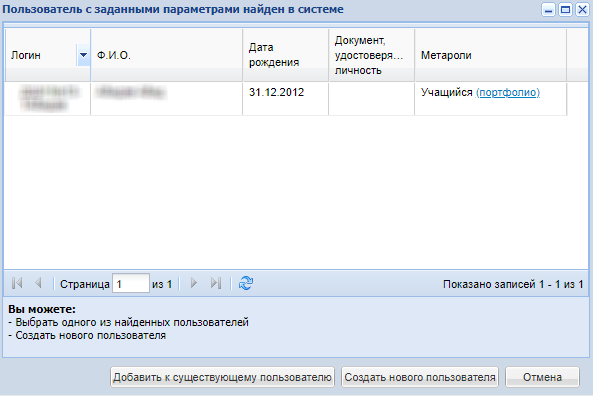 Пользователь с заданными параметрами найден в системе
Логин Ф.И.О. Дата рождения Документ, удостоверя... личность Метароли
31.12.2012 Учащийся (портфолио)
Страница 1 из 1 Показано записей 1 - 1 из 1
Вы можете:
- Выбрать одного из найденных пользователей
- Создать нового пользователя
Добавить к существующему пользователю Создать нового пользователя Отмена